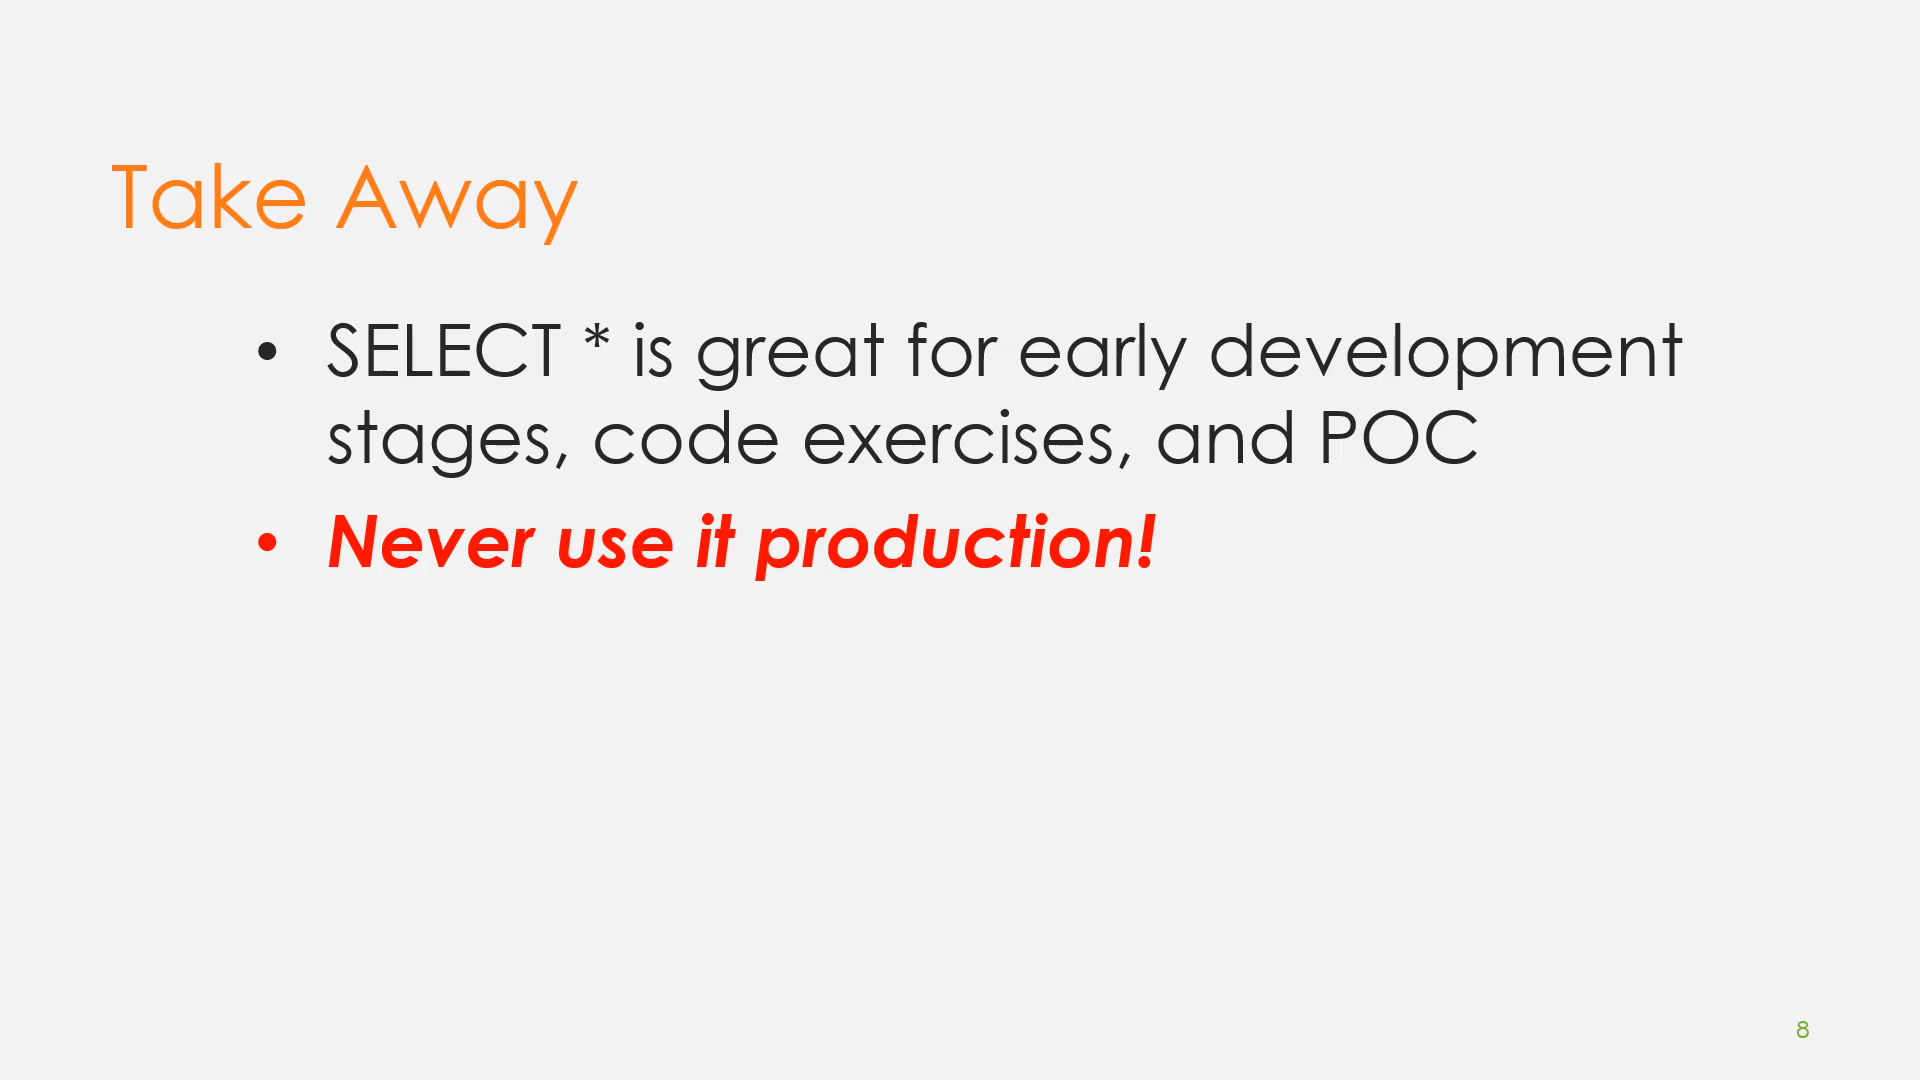 Take Away
• SELECT * is great for early development
stages, code exercises, and POC
• Never use it production!
8